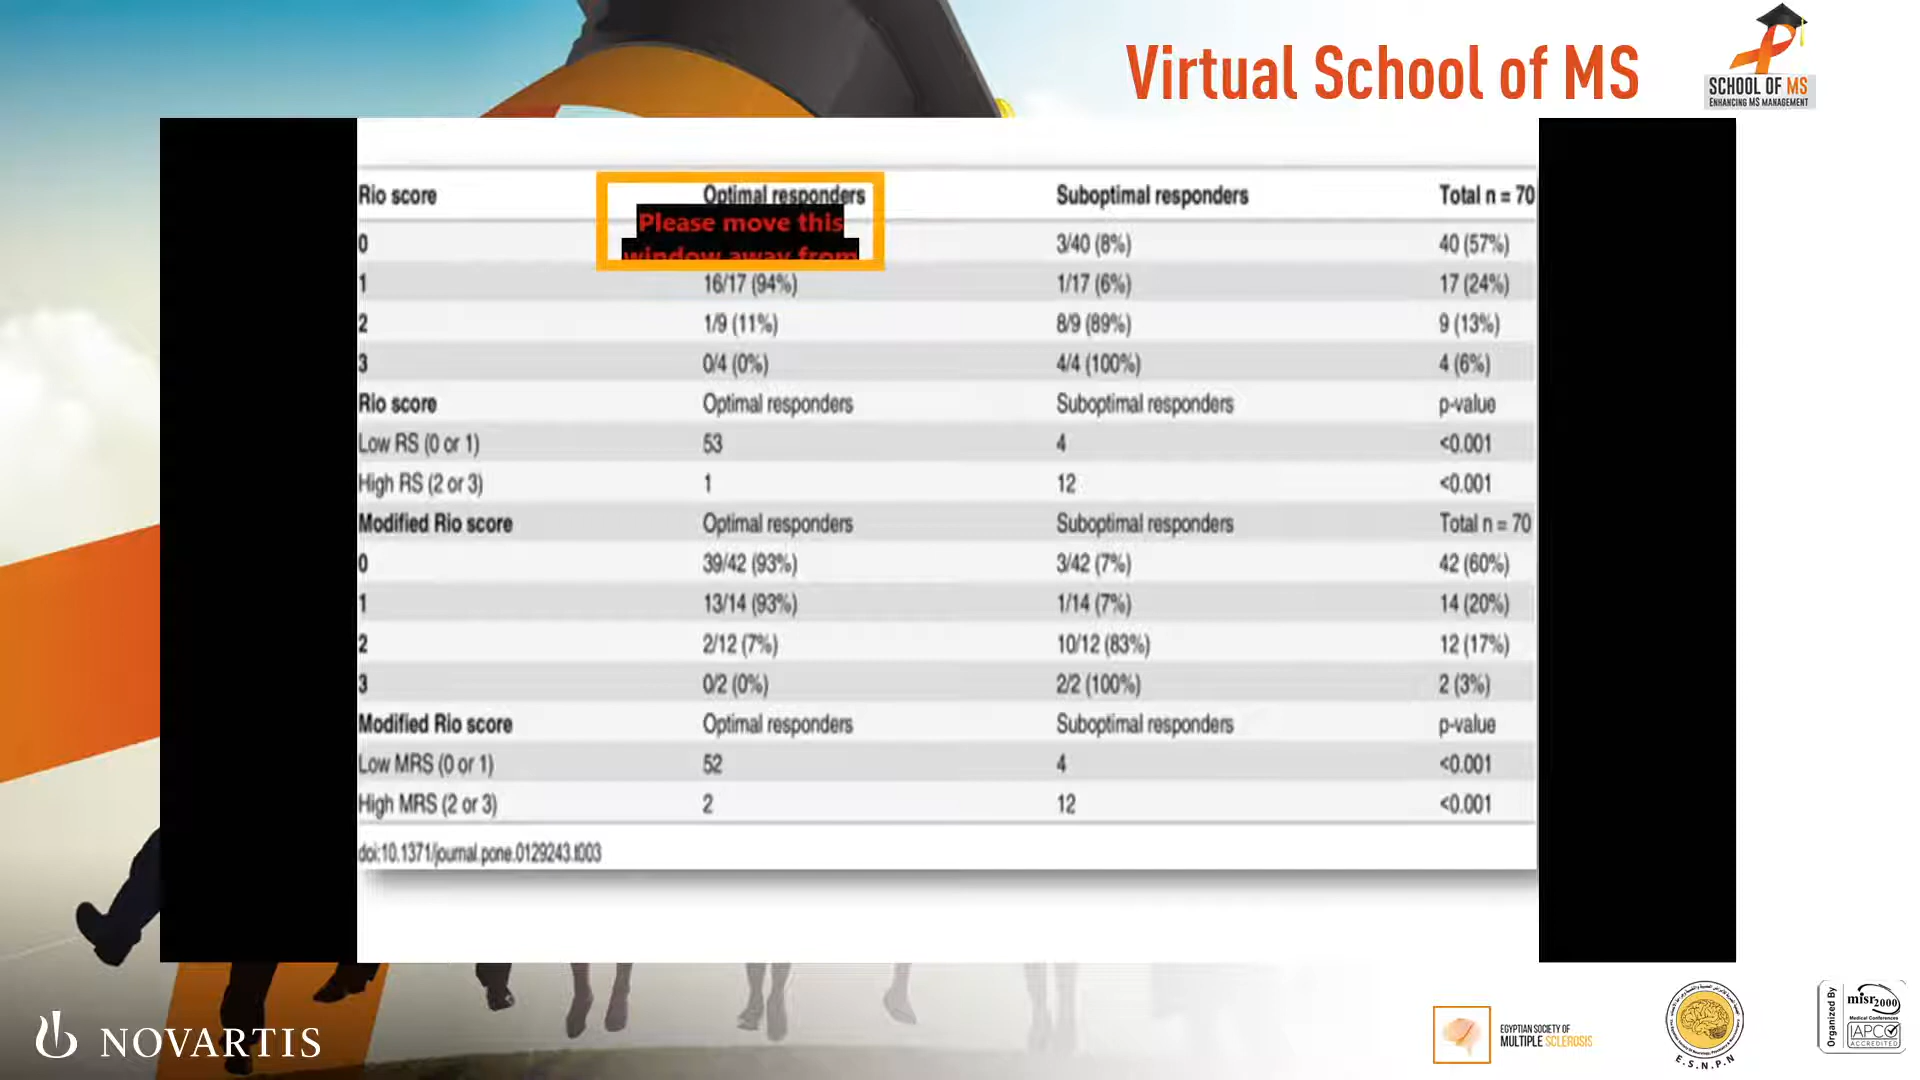 Virtual School of MS
SCHOOL OF MS
ENHANCING MS MANAGEMENT
Rio score Optimal responders Suboptimal responders Total n = 70
Please move this
window away from
0 3/40 (8%) 40 (57%)
1 16/17 (94%) 1/17 (6%) 17 (24%)
2 1/9 (11%) 8/9 (89%) 9 (13%)
3 0/4 (0%) 4/4 (100%) 4 (6%)
Rio score Optimal responders Suboptimal responders p-value
Low RS (0 or 1) 53 4 <0.001
High RS (2 or 3) 1 12 <0.001
Modified Rio score Optimal responders Suboptimal responders Total n = 70
0 39/42 (93%) 3/42 (7%) 42 (60%)
1 13/14 (93%) 1/14 (7%) 14 (20%)
2 2/12 (7%) 10/12 (83%) 12 (17%)
3 0/2 (0%) 2/2 (100%) 2 (3%)
Modified Rio score Optimal responders Suboptimal responders p-value
Low MRS (0 or 1) 52 4 <0.001
High MRS (2 or 3) 2 12 <0.001
doi:10.1371/journal.pone.0129243.t003
NOVARTIS
EGYPTIAN SOCIETY OF
MULTIPLE SCLEROSIS
E.S.N.P.N
Organized By
misr2000
Medical Conferences
IAPCO
ACCREDITED